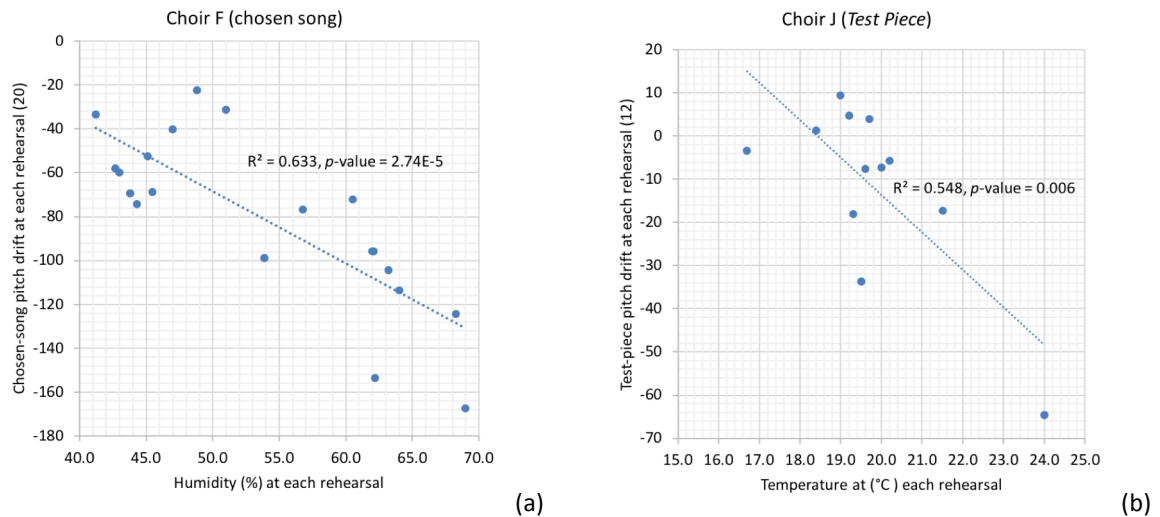 Choir F (chosen song)
0
-20
-40
-60
-80
-100
-120
-140
-160
-180
Chosen-song pitch drift at each rehearsal (20)
R² = 0.633, p-value = 2.74E-5
40.0 45.0 50.0 55.0 60.0 65.0 70.0
Humidity (%) at each rehearsal
(a)
Choir J (Test Piece)
20
10
0
-10
-20
-30
-40
-50
-60
-70
Test-piece pitch drift at each rehearsal (12)
R² = 0.548, p-value = 0.006
15.0 16.0 17.0 18.0 19.0 20.0 21.0 22.0 23.0 24.0 25.0
Temperature at (°C ) each rehearsal
(b)